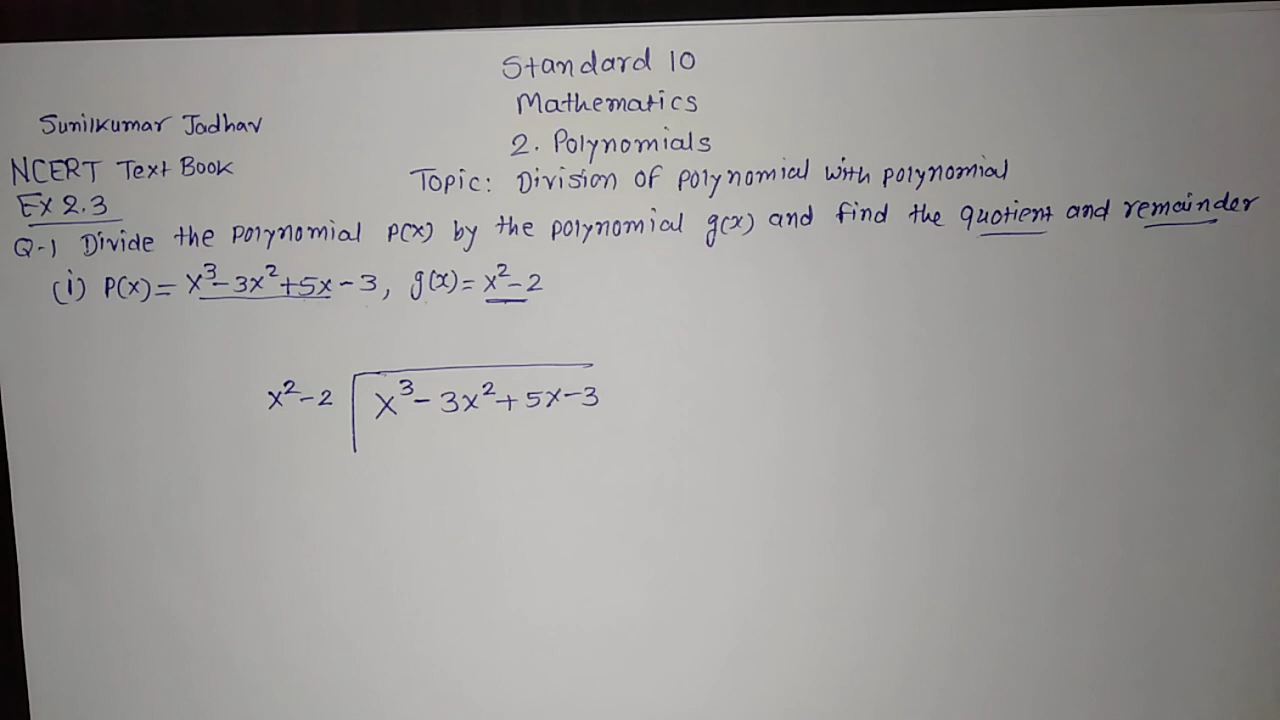 Standard 10
Mathematics
Sunilkumar Jadhav
2. Polynomials
NCERT Text Book
Topic: Division of polynomial with polynomial
Ex 2.3
Q-1 Divide the polynomial p(x) by the polynomial g(x) and find the quotient and remainder
(i) P(x) = x³-3x²+5x-3, g(x) = x²-2
x²-2 x³-3x²+5x-3